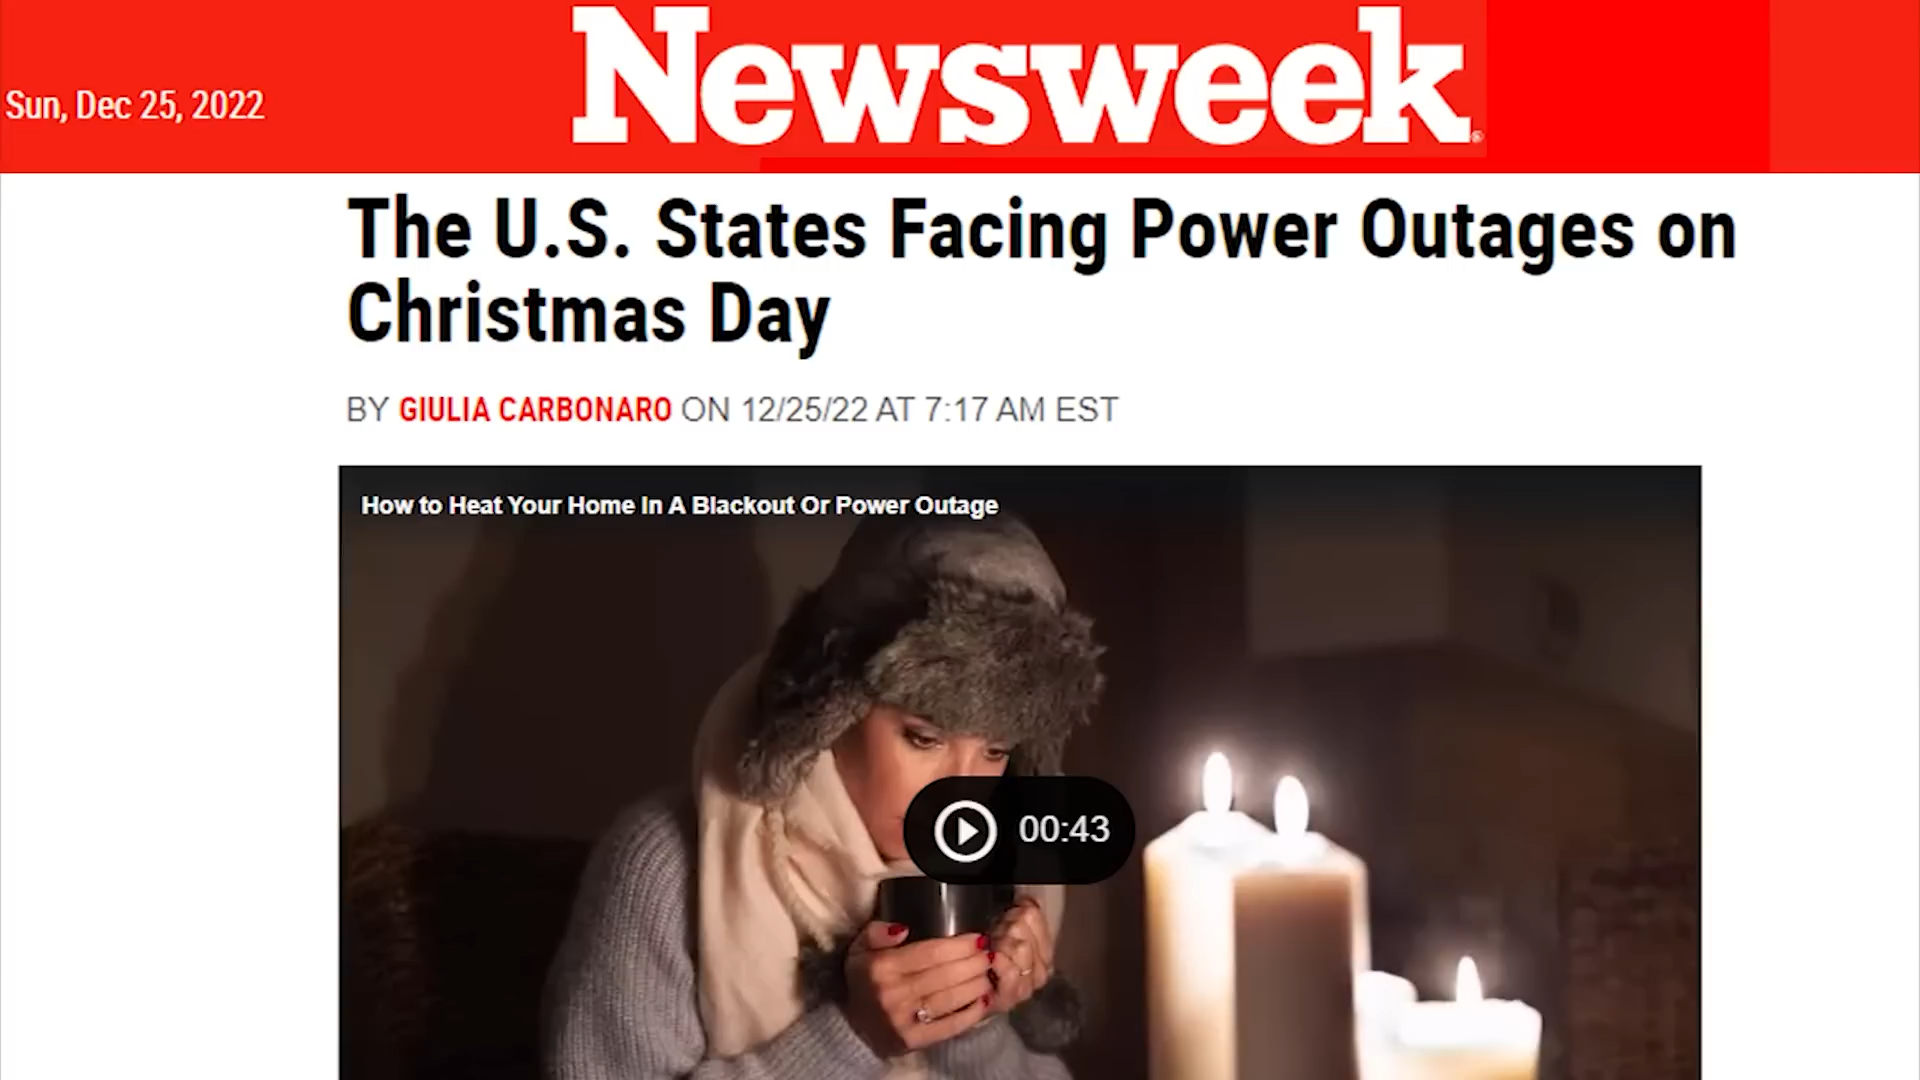 Newsweek
Sun, Dec 25, 2022
The U.S. States Facing Power Outages on
Christmas Day
BY GIULIA CARBONARO ON 12/25/22 AT 7:17 AM EST
How to Heat Your Home In A Blackout Or Power Outage
00:43